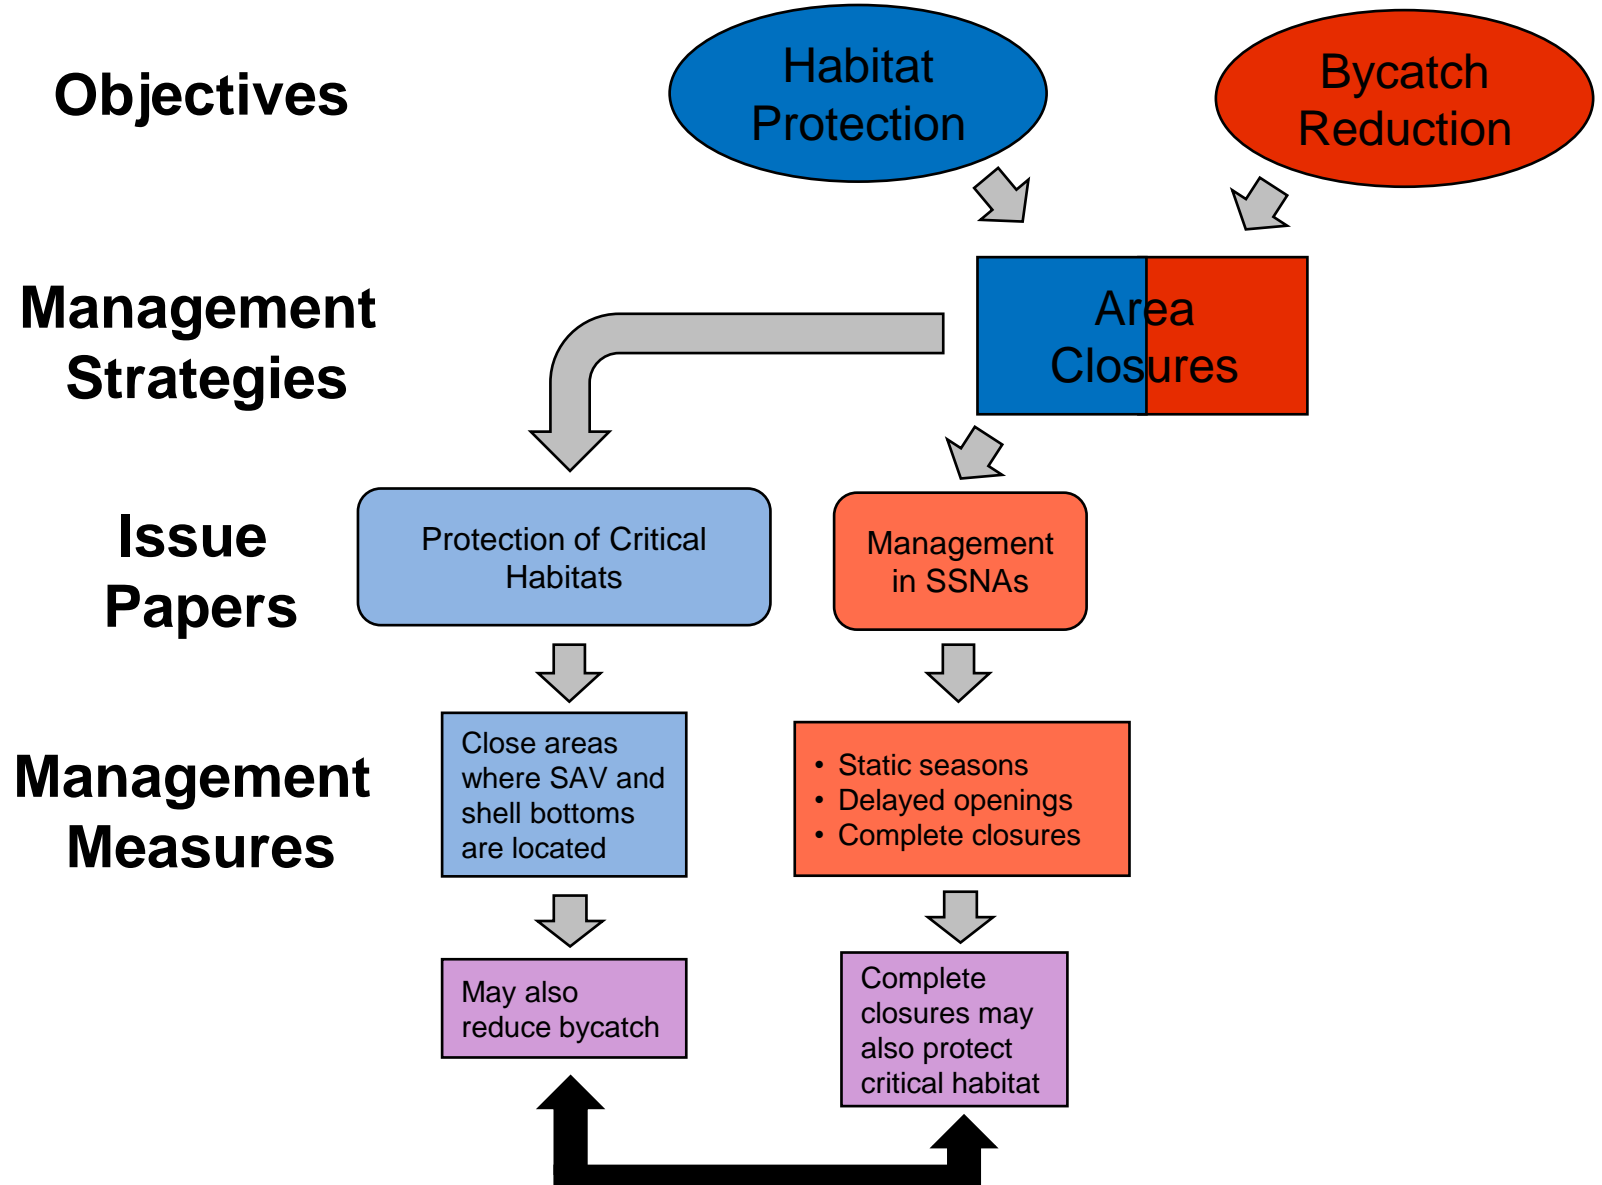 Objectives
Habitat
Protection
Bycatch
Reduction
Management
Strategies
Area
Closures
Issue
Papers
Protection of Critical
Habitats
Management
in SSNAs
Management
Measures
Close areas
where SAV and
shell bottoms
are located
• Static seasons
• Delayed openings
• Complete closures
May also
reduce bycatch
Complete
closures may
also protect
critical habitat